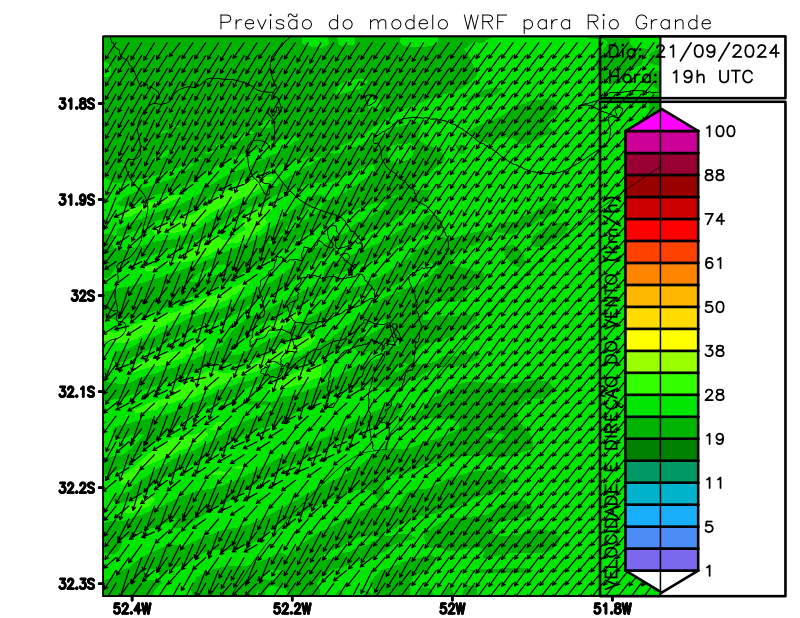 Previsão do modelo WRF para Rio Grande
Dia: 21/09/2024
Hora: 19h UTC
31.8S
31.9S
32S
32.1S
32.2S
32.3S
52.4W
52.2W
52W
51.8W
VELOCIDADE E DIREÇÃO DO VENTO (km/h)
100
88
74
61
50
38
28
19
11
5
1